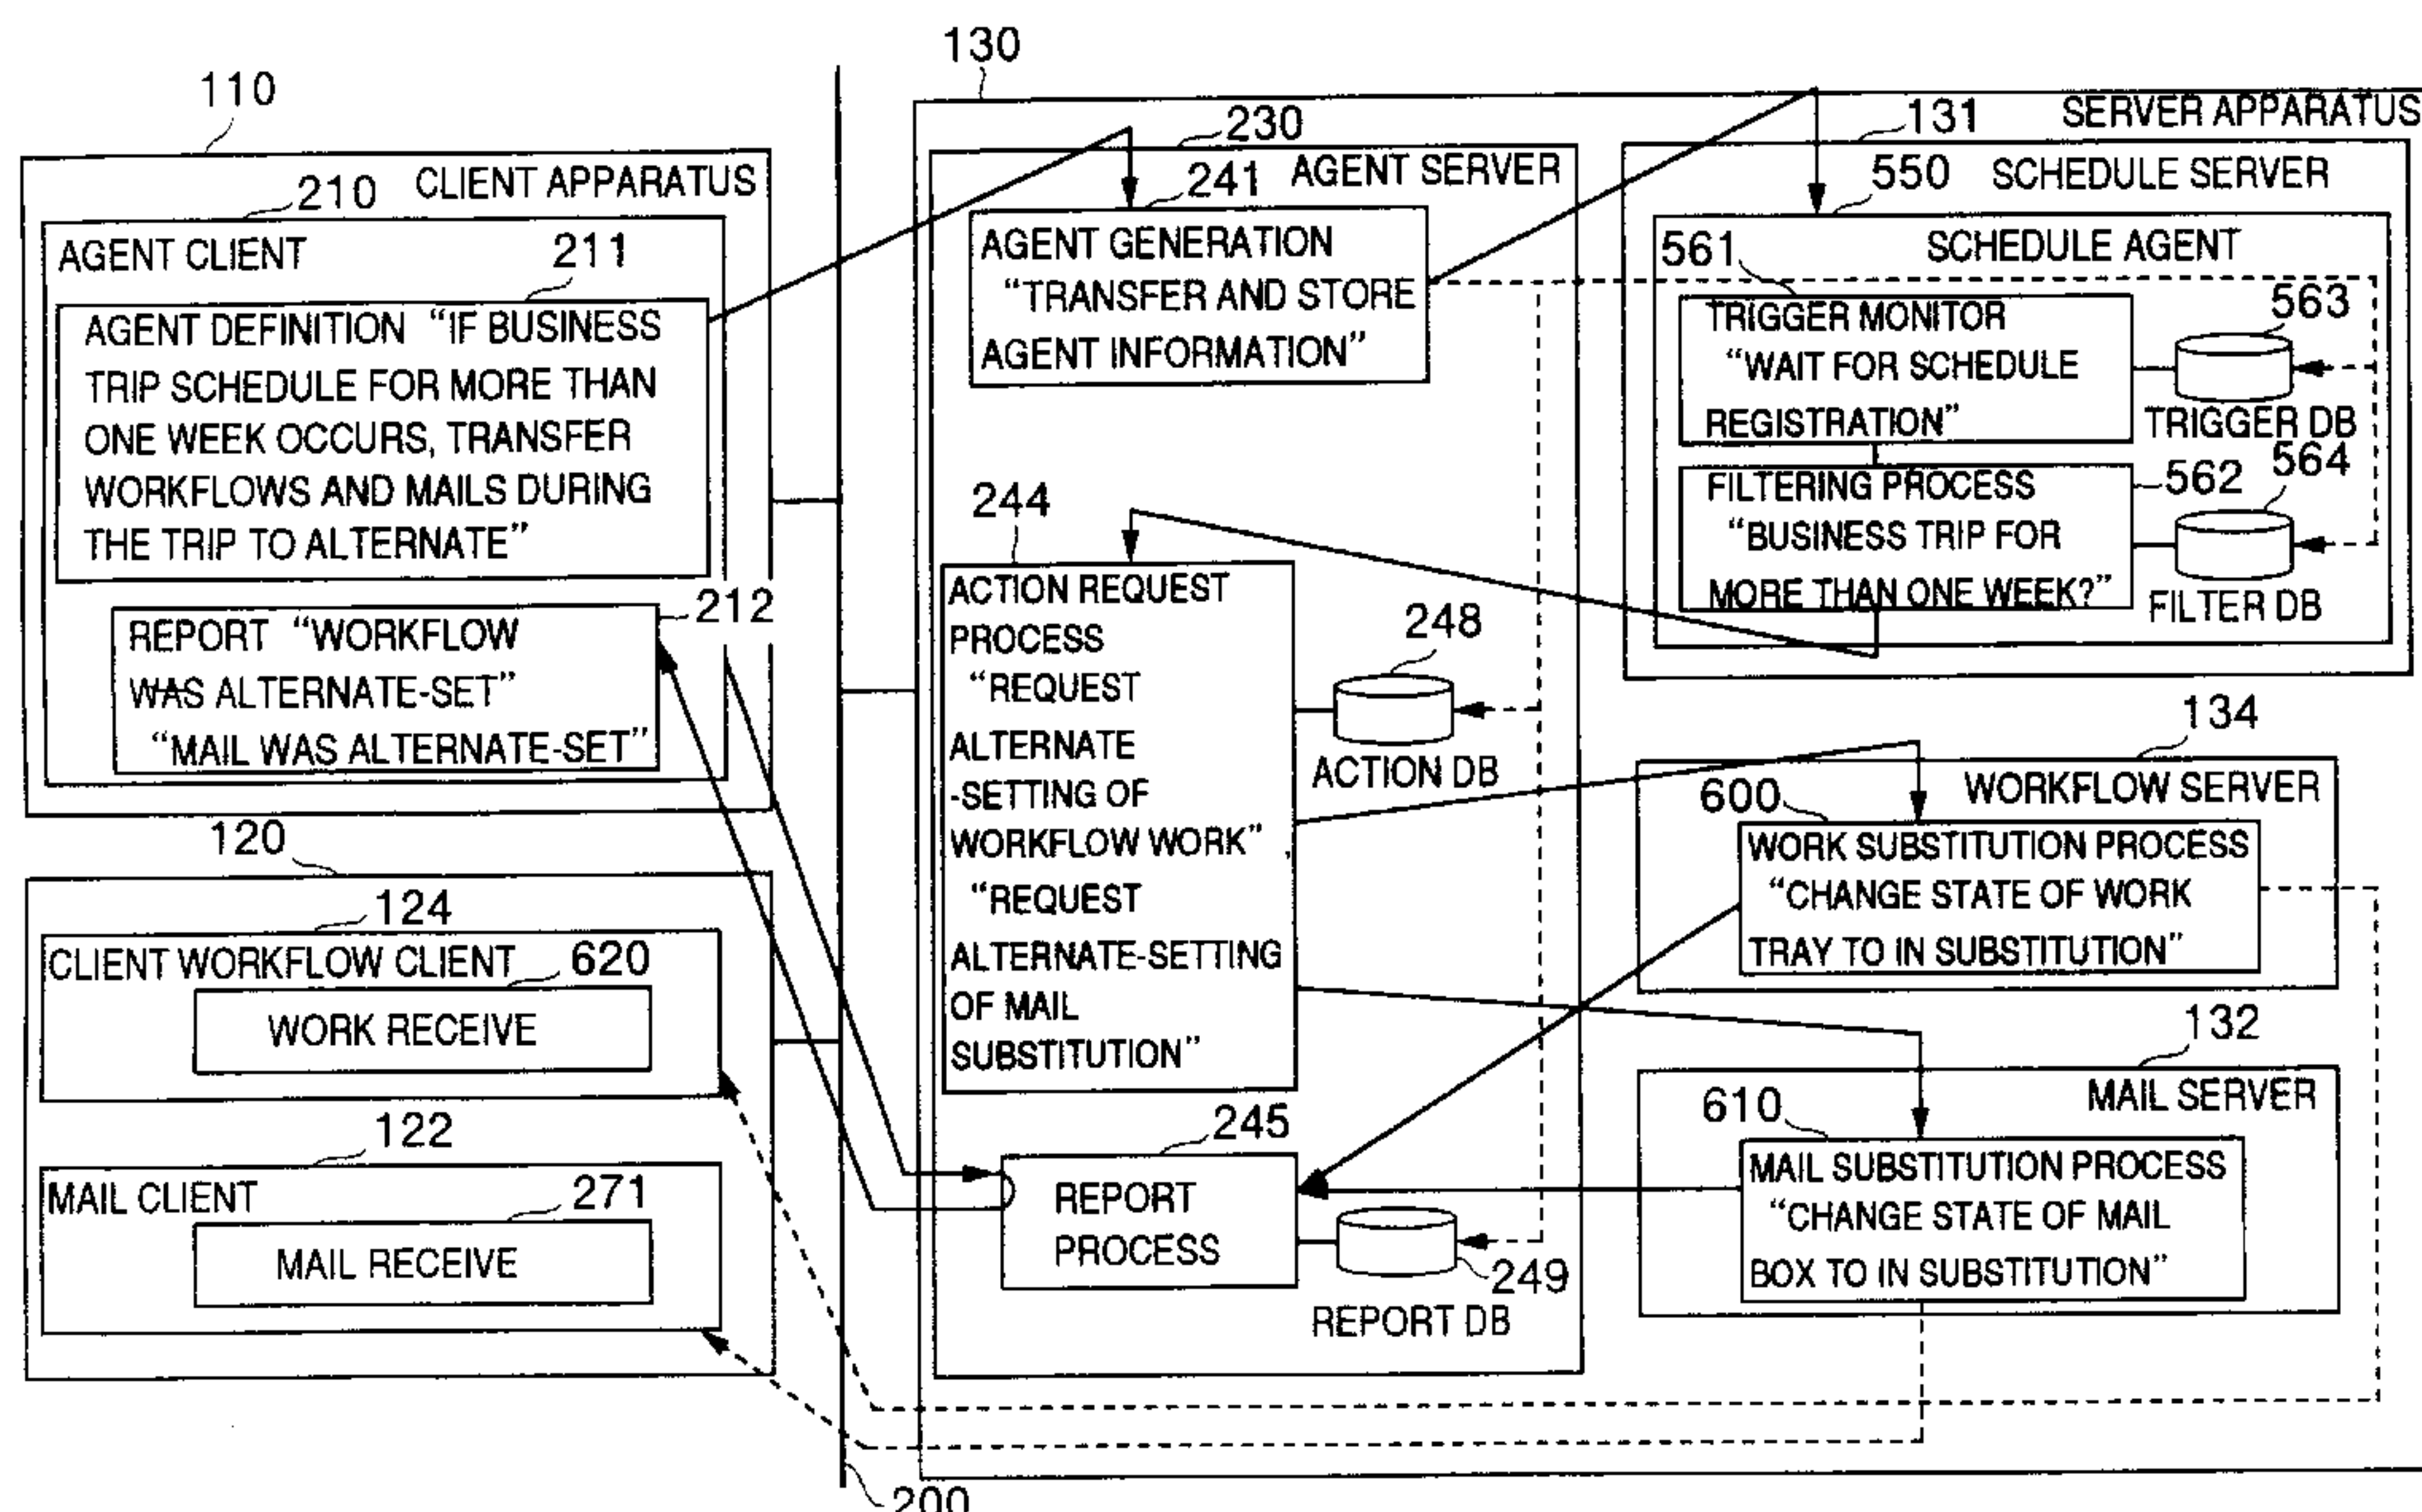 110
CLIENT APPARATUS
210
AGENT CLIENT
211
AGENT DEFINITION "IF BUSINESS
TRIP SCHEDULE FOR MORE THAN
ONE WEEK OCCURS, TRANSFER
WORKFLOWS AND MAILS DURING
THE TRIP TO ALTERNATE"
212
REPORT "WORKFLOW
WAS ALTERNATE-SET"
"MAIL WAS ALTERNATE-SET"
120
124
CLIENT WORKFLOW CLIENT
620
WORK RECEIVE
122
MAIL CLIENT
271
MAIL RECEIVE
200
130
SERVER APPARATUS
230
AGENT SERVER
241
AGENT GENERATION
"TRANSFER AND STORE
AGENT INFORMATION"
244
ACTION REQUEST
PROCESS
"REQUEST
ALTERNATE
-SETTING OF
WORKFLOW WORK"
"REQUEST
ALTERNATE-SETTING
OF MAIL
SUBSTITUTION"
248
ACTION DB
245
REPORT
PROCESS
249
REPORT DB
131
SCHEDULE SERVER
550
SCHEDULE AGENT
561
TRIGGER MONITOR
"WAIT FOR SCHEDULE
REGISTRATION"
563
TRIGGER DB
562
FILTERING PROCESS
"BUSINESS TRIP FOR
MORE THAN ONE WEEK?"
564
FILTER DB
134
WORKFLOW SERVER
600
WORK SUBSTITUTION PROCESS
"CHANGE STATE OF WORK
TRAY TO IN SUBSTITUTION"
132
MAIL SERVER
610
MAIL SUBSTITUTION PROCESS
"CHANGE STATE OF MAIL
BOX TO IN SUBSTITUTION"